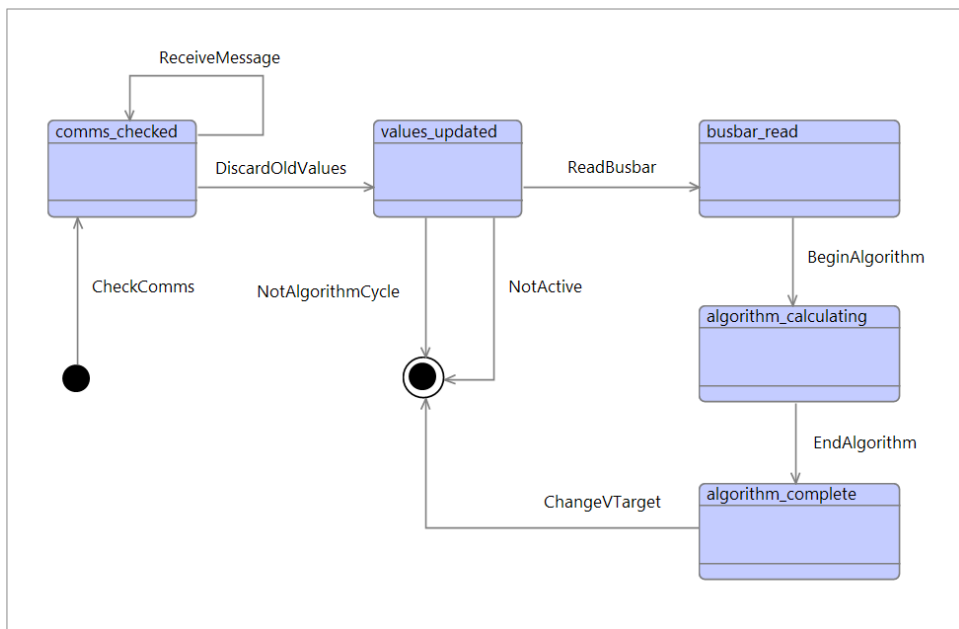 ReceiveMessage
comms_checked
values_updated
busbar_read
DiscardOldValues
ReadBusbar
BeginAlgorithm
CheckComms
NotAlgorithmCycle
NotActive
algorithm_calculating
EndAlgorithm
algorithm_complete
ChangeVTarget